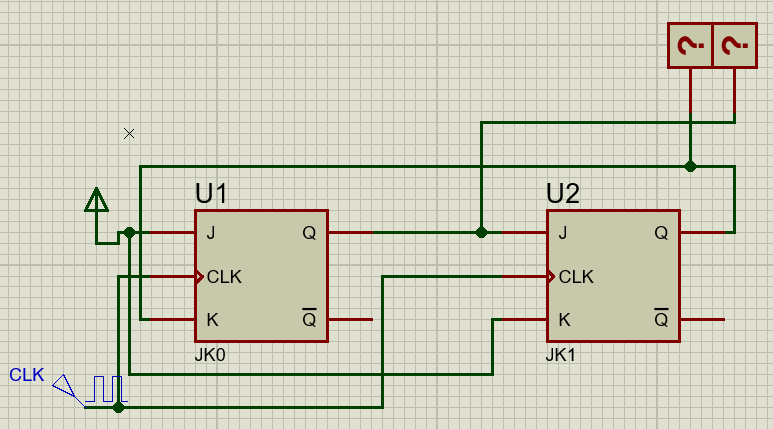 ? ?
U1
U2
J Q
J Q
CLK
CLK
K Q̅
K Q̅
JK0
JK1
CLK